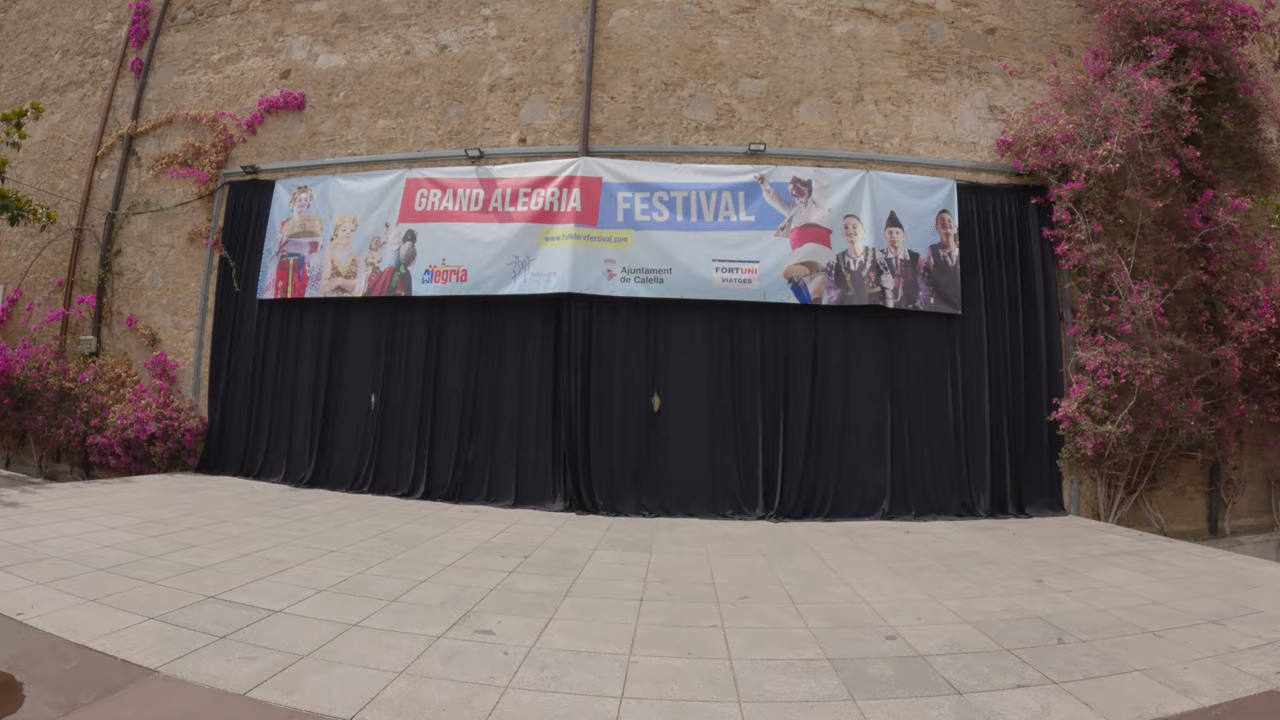 GRAND ALEGRIA
FESTIVAL
www.folklorefestival.com
Alegria
Ajuntament
de Calella
FORTUNI
VIATGES